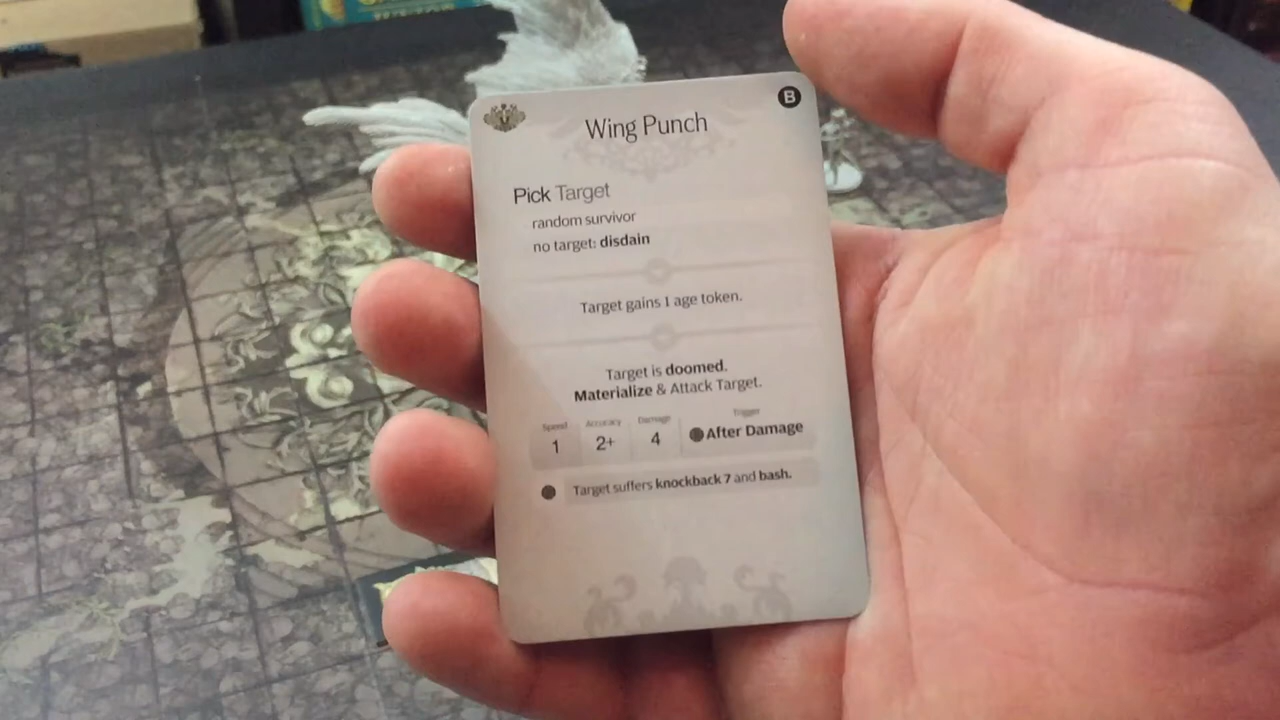 B
Wing Punch
Pick Target
random survivor
no target: disdain
Target gains 1 age token.
Target is doomed.
Materialize & Attack Target.
Speed Accuracy Damage Trigger
1 2+ 4 After Damage
Target suffers knockback 7 and bash.